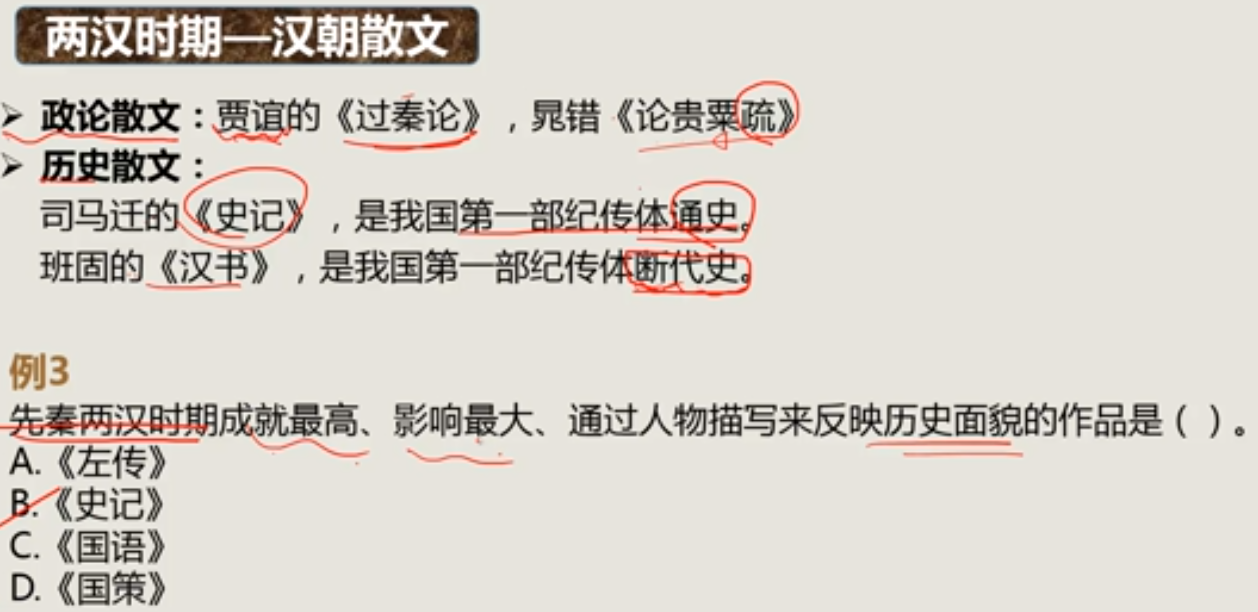 两汉时期—汉朝散文
➢ 政论散文：贾谊的《过秦论》，晁错《论贵粟疏》
➢ 历史散文：
司马迁的《史记》，是我国第一部纪传体通史。
班固的《汉书》，是我国第一部纪传体断代史。
例3
先秦两汉时期成就最高、影响最大、通过人物描写来反映历史面貌的作品是（ ）。
A.《左传》
B.《史记》
C.《国语》
D.《国策》